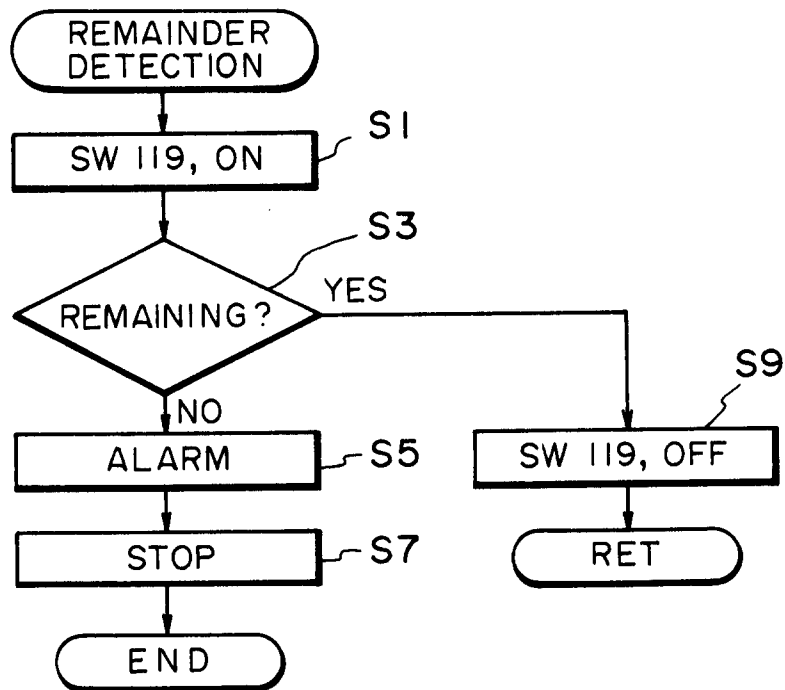 REMAINDER
DETECTION
S1
SW 119, ON
S3
REMAINING?
YES
NO
S9
ALARM
S5
SW 119, OFF
STOP
S7
RET
END